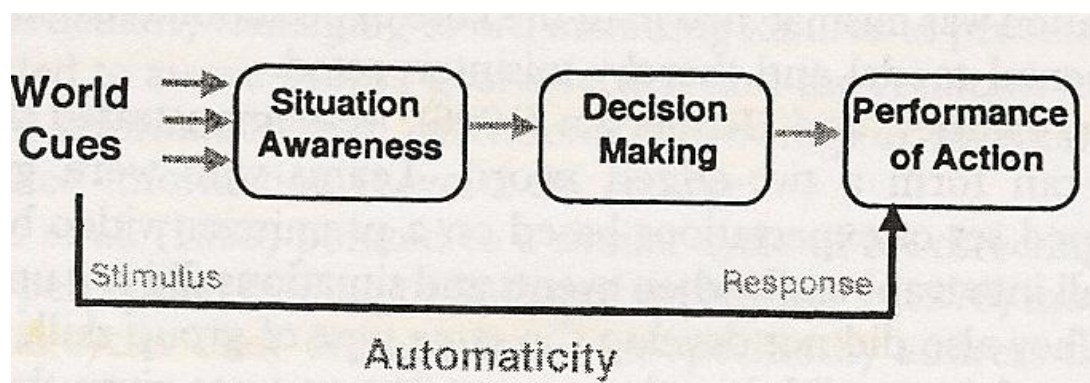 World
Cues
Situation
Awareness
Decision
Making
Performance
of Action
Stimulus
Response
Automaticity